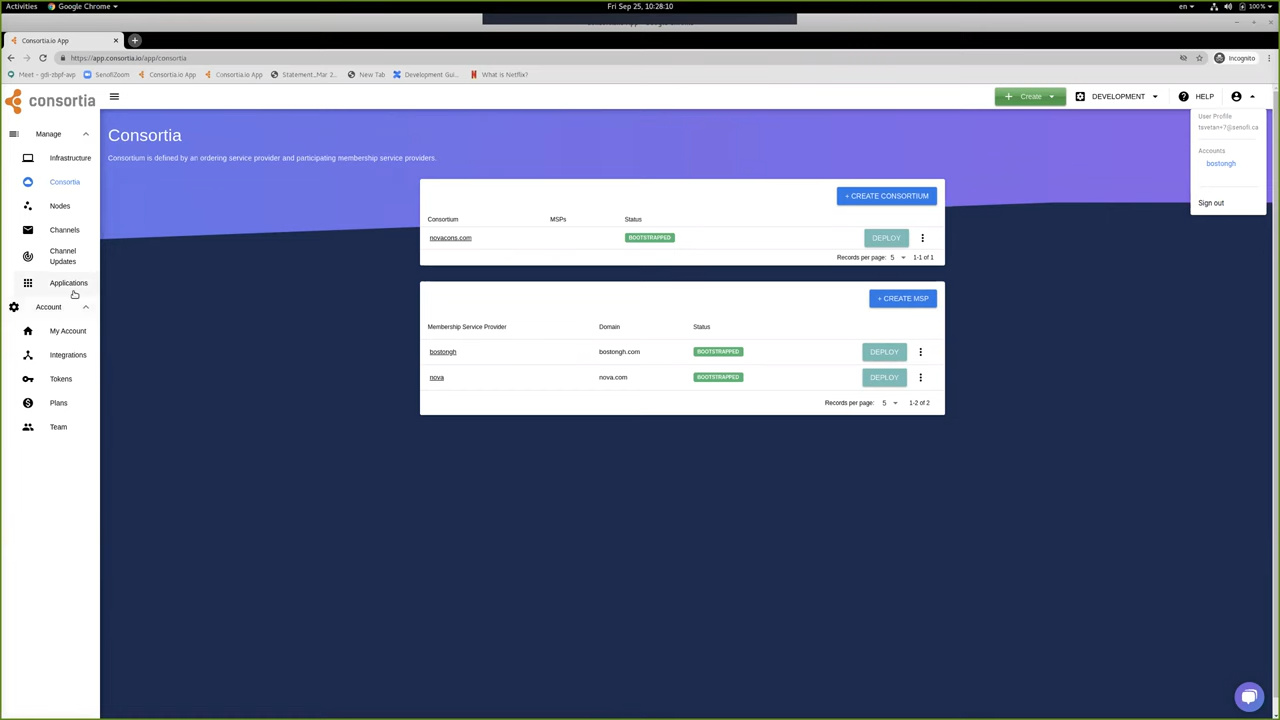 Activities Google Chrome Fri Sep 25, 10:28:10 en 100%
Consortia.io App
https://app.consortia.io/app/consortia Incognito
Meet - gdi-zbpf-avp SenofiZoom Consortia.io App Consortia.io App Statement_Mar 2... New Tab Development Gui... What is Netflix?
consortia Create DEVELOPMENT HELP
Manage
Infrastructure
Consortia
Nodes
Channels
Channel
Updates
Applications
Account
My Account
Integrations
Tokens
Plans
Team
User Profile
tsvetan+7@senofi.ca
Accounts
bostongh
Sign out
Consortia
Consortium is defined by an ordering service provider and participating membership service providers.
+ CREATE CONSORTIUM
Consortium MSPs Status
novacons.com BOOTSTRAPPED DEPLOY
Records per page: 5 1-1 of 1
+ CREATE MSP
Membership Service Provider Domain Status
bostongh bostongh.com BOOTSTRAPPED DEPLOY
nova nova.com BOOTSTRAPPED DEPLOY
Records per page: 5 1-2 of 2